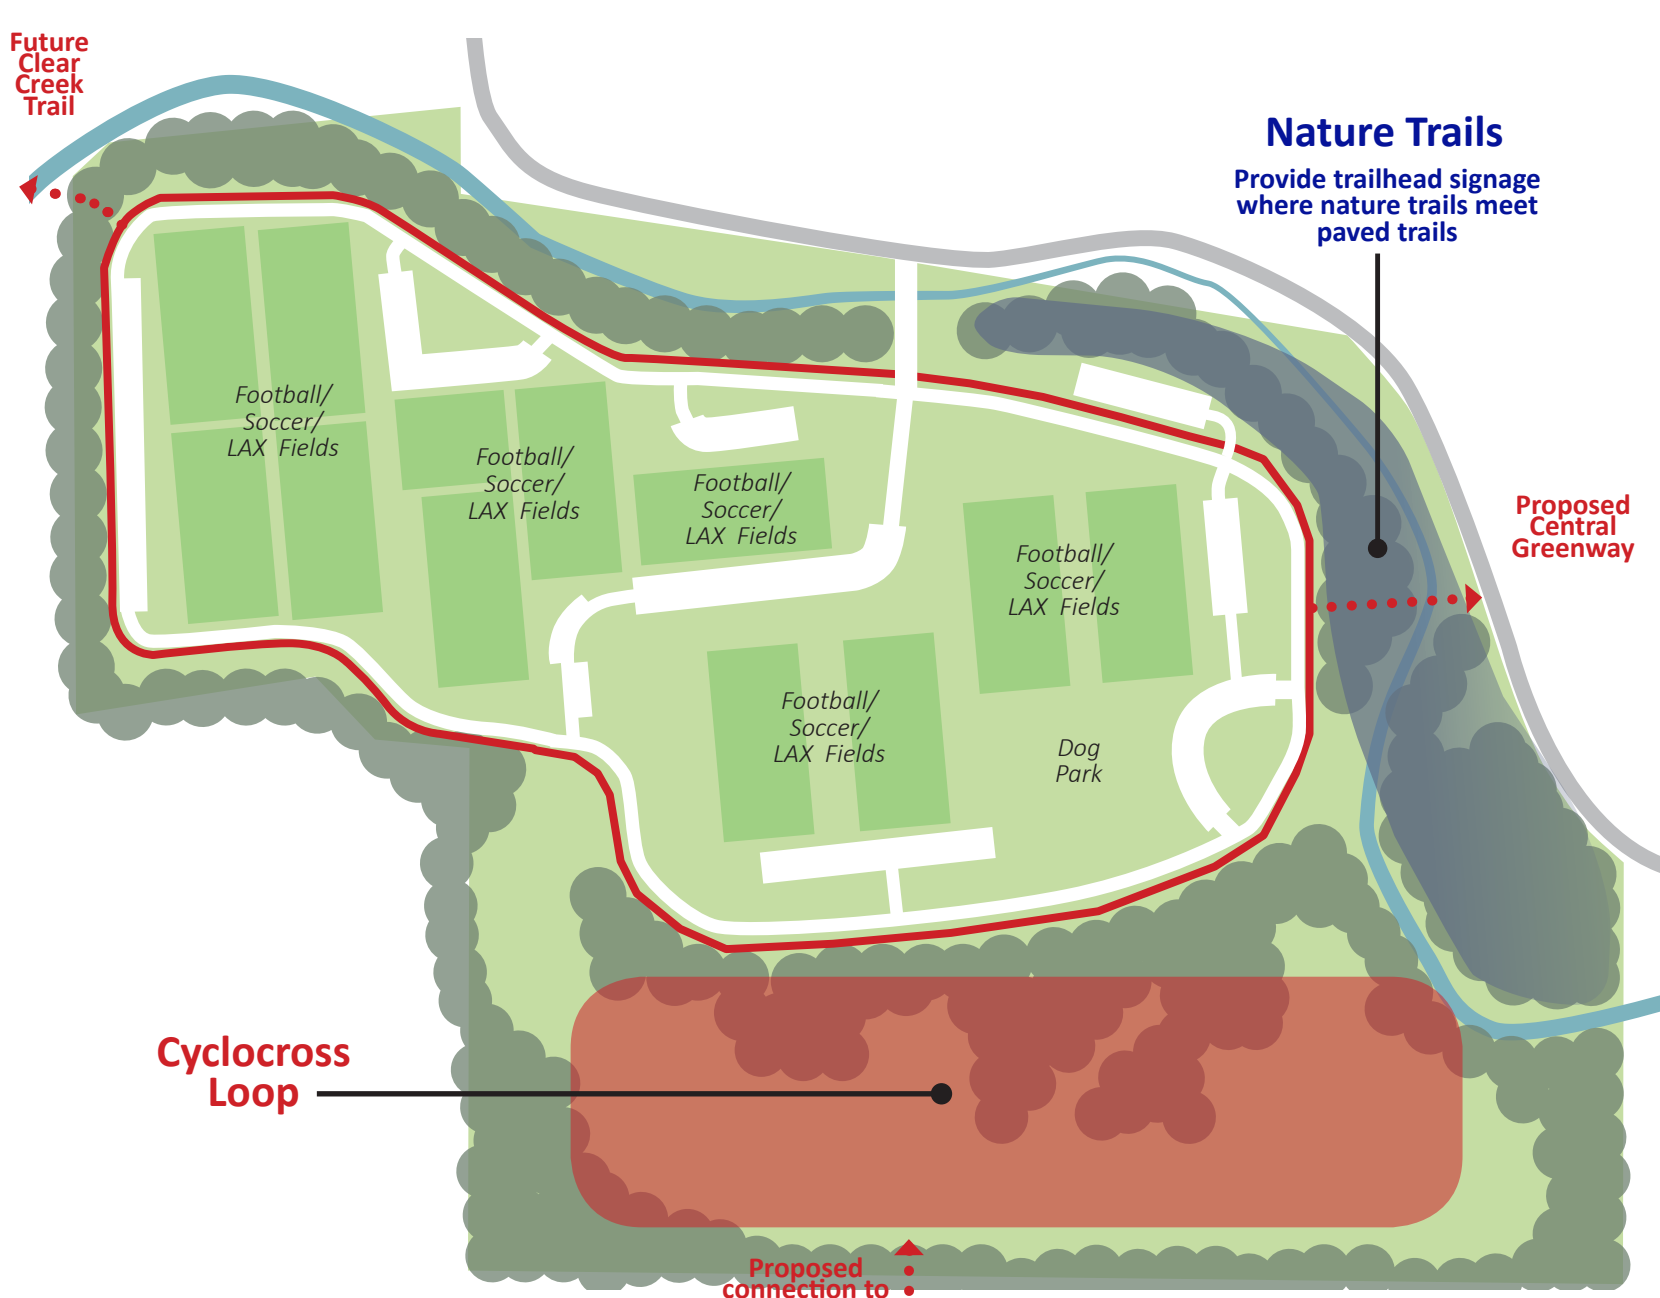 Future
Clear
Creek
Trail
Nature Trails
Provide trailhead signage
where nature trails meet
paved trails
Football/
Soccer/
LAX Fields
Football/
Soccer/
LAX Fields
Football/
Soccer/
LAX Fields
Football/
Soccer/
LAX Fields
Proposed
Central
Greenway
Football/
Soccer/
LAX Fields
Dog
Park
Cyclocross
Loop
Proposed
connection to